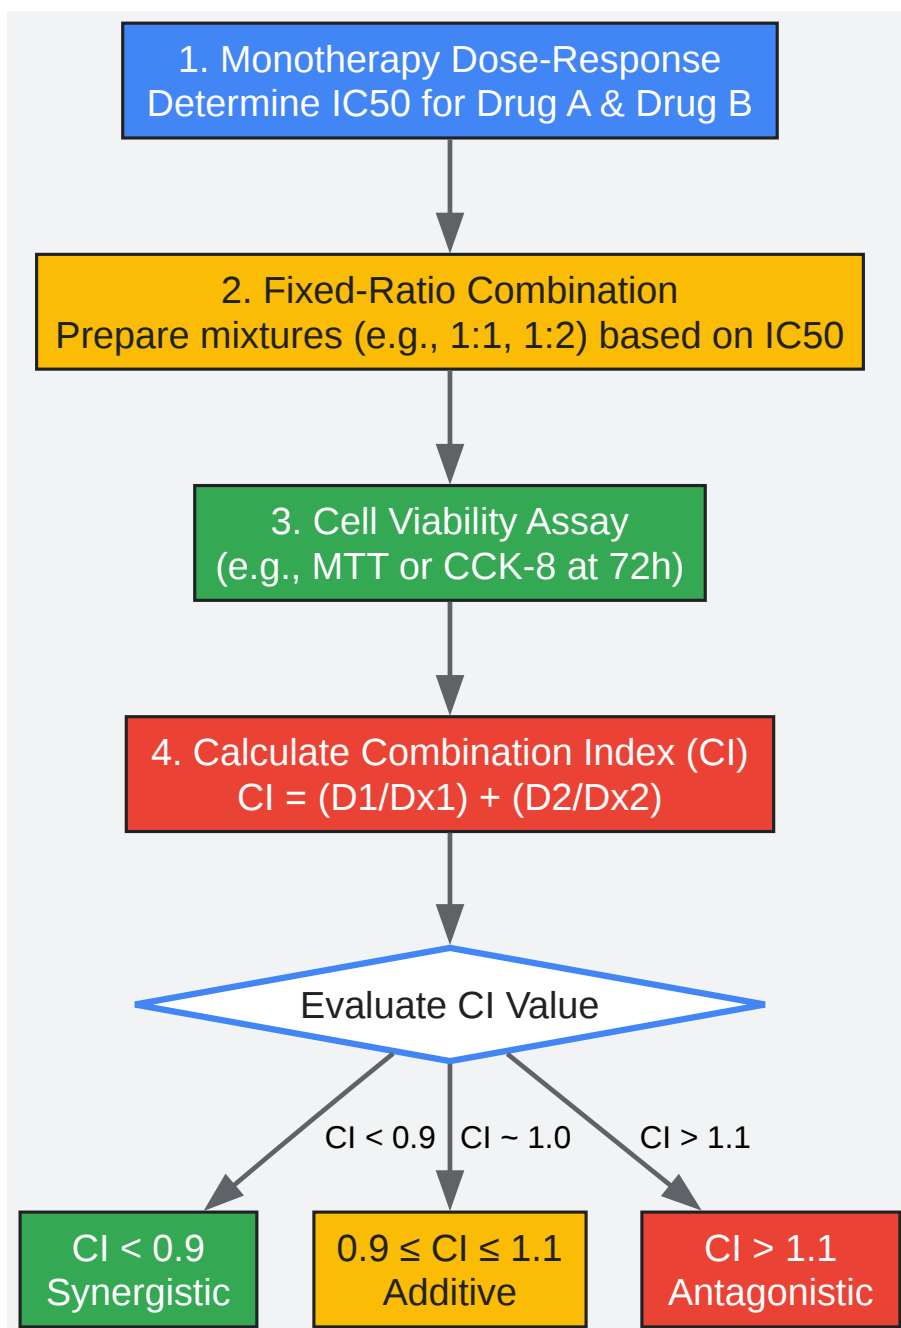 1. Monotherapy Dose-Response
Determine IC50 for Drug A & Drug B
2. Fixed-Ratio Combination
Prepare mixtures (e.g., 1:1, 1:2) based on IC50
3. Cell Viability Assay
(e.g., MTT or CCK-8 at 72h)
4. Calculate Combination Index (CI)
CI = (D1/Dx1) + (D2/Dx2)
Evaluate CI Value
CI < 0.9
CI ~ 1.0
CI > 1.1
CI < 0.9
Synergistic
0.9 ≤ CI ≤ 1.1
Additive
CI > 1.1
Antagonistic